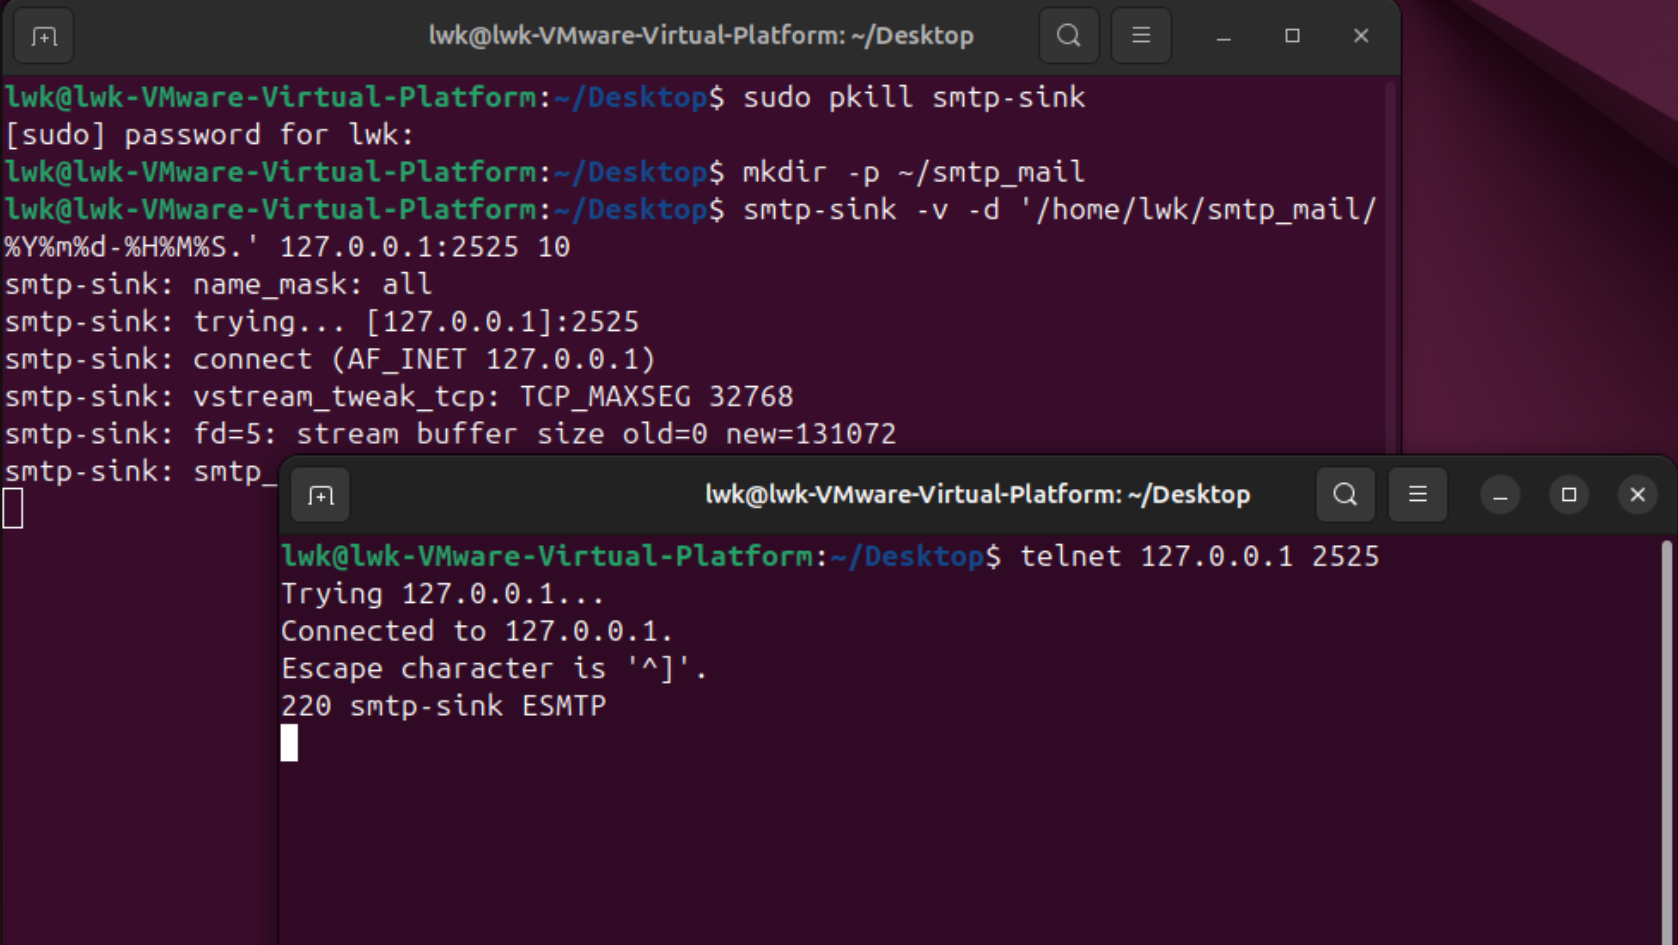 lwk@lwk-VMware-Virtual-Platform: ~/Desktop
lwk@lwk-VMware-Virtual-Platform:~/Desktop$ sudo pkill smtp-sink
[sudo] password for lwk:
lwk@lwk-VMware-Virtual-Platform:~/Desktop$ mkdir -p ~/smtp_mail
lwk@lwk-VMware-Virtual-Platform:~/Desktop$ smtp-sink -v -d '/home/lwk/smtp_mail/
%Y%m%d-%H%M%S.' 127.0.0.1:2525 10
smtp-sink: name_mask: all
smtp-sink: trying... [127.0.0.1]:2525
smtp-sink: connect (AF_INET 127.0.0.1)
smtp-sink: vstream_tweak_tcp: TCP_MAXSEG 32768
smtp-sink: fd=5: stream buffer size old=0 new=131072
smtp-sink: smtp_
lwk@lwk-VMware-Virtual-Platform: ~/Desktop
lwk@lwk-VMware-Virtual-Platform:~/Desktop$ telnet 127.0.0.1 2525
Trying 127.0.0.1...
Connected to 127.0.0.1.
Escape character is '^]'.
220 smtp-sink ESMTP